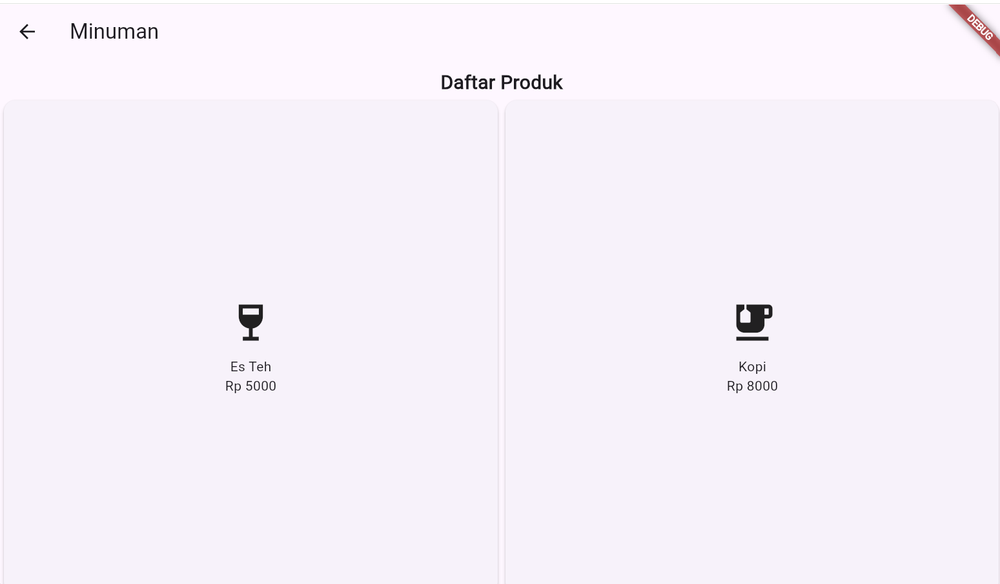 Minuman
DEBUG
Daftar Produk
Es Teh
Rp 5000
Kopi
Rp 8000